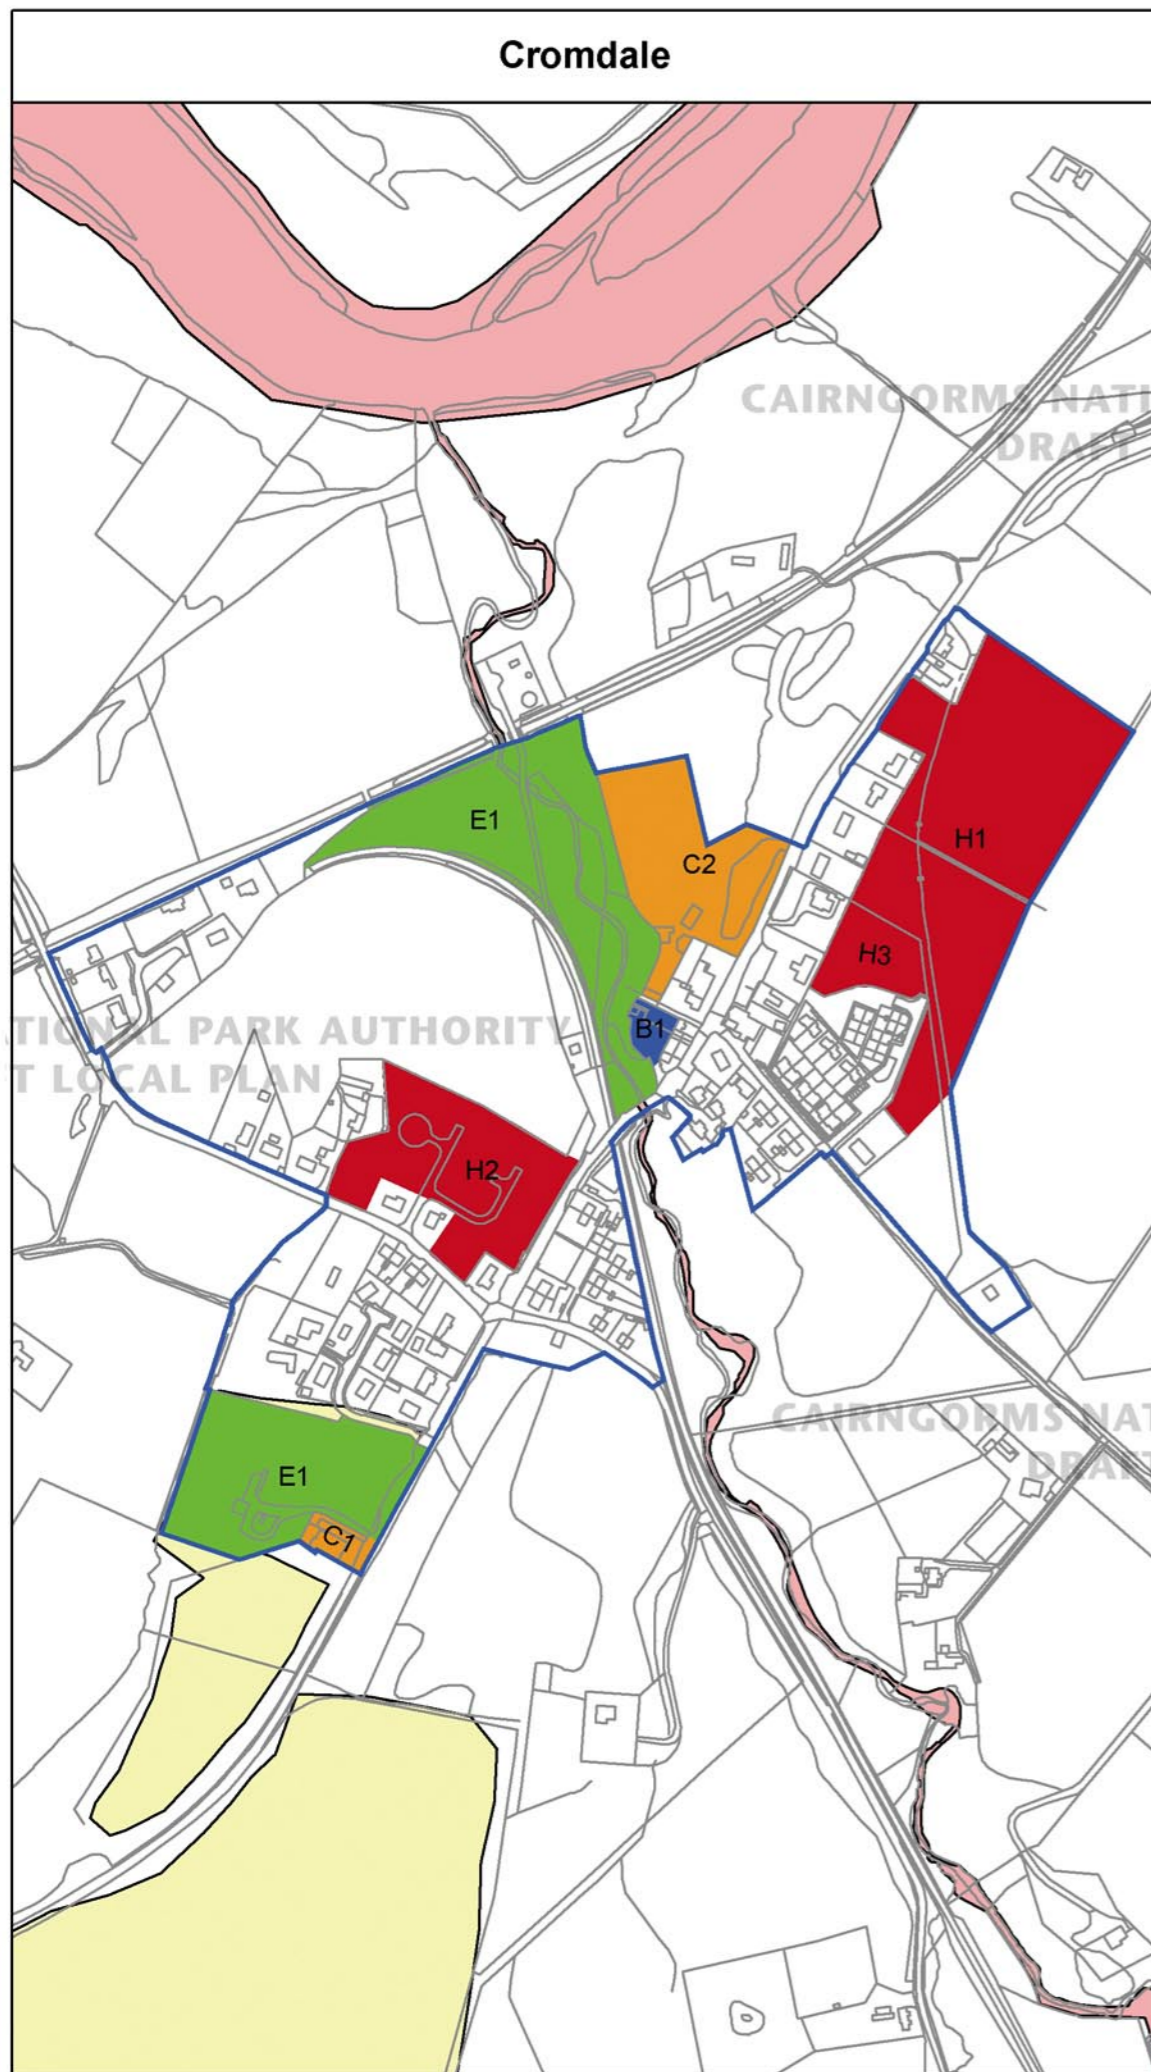 Cromdale
CAIRNGORMS NATI
DRAFT
E1
C2
H1
H3
B1
TIONAL PARK AUTHORITY
T LOCAL PLAN
H2
CAIRNGORMS NAT
DRAFT
E1
C1